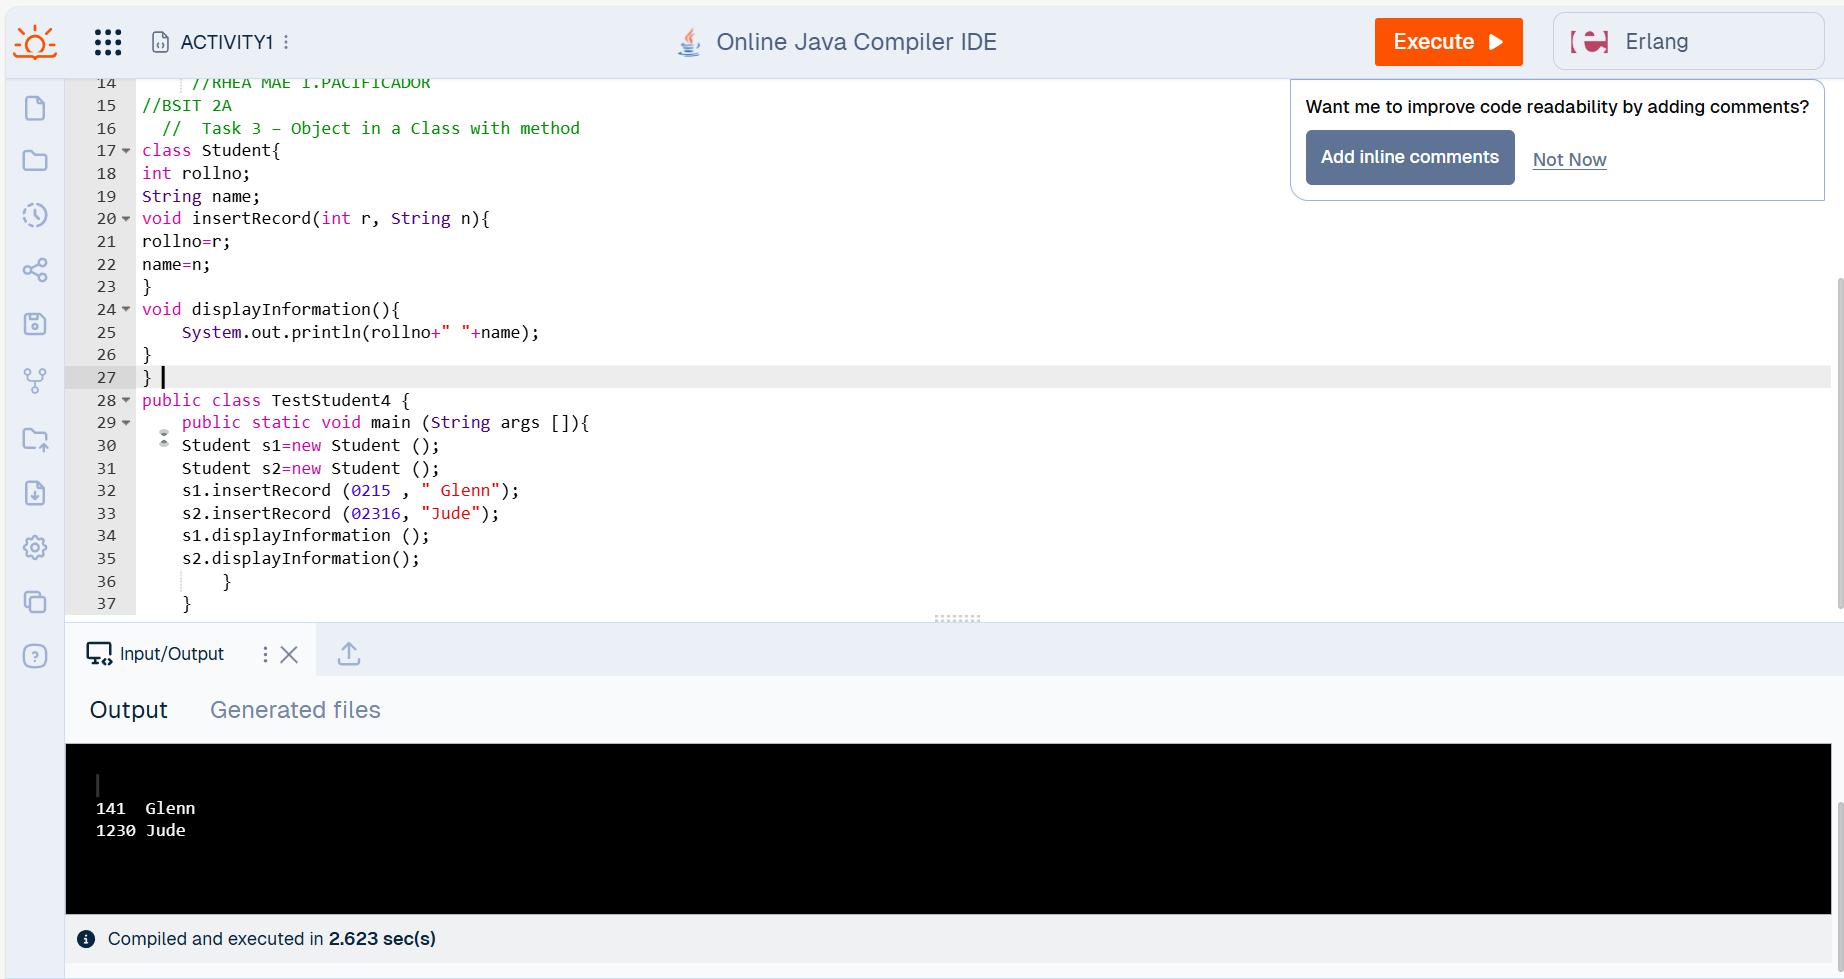 ACTIVITY1
Online Java Compiler IDE
Execute
Erlang
Want me to improve code readability by adding comments?
Add inline comments
Not Now
14 //RHEA MAE I.PACIFICADOR
15 //BSIT 2A
16 // Task 3 – Object in a Class with method
17 class Student{
18 int rollno;
19 String name;
20 void insertRecord(int r, String n){
21 rollno=r;
22 name=n;
23 }
24 void displayInformation(){
25 System.out.println(rollno+" "+name);
26 }
27 }
28 public class TestStudent4 {
29 public static void main (String args []){
30 Student s1=new Student ();
31 Student s2=new Student ();
32 s1.insertRecord (0215 , " Glenn");
33 s2.insertRecord (02316, "Jude");
34 s1.displayInformation ();
35 s2.displayInformation();
36 }
37 }
Input/Output
Output
Generated files
141  Glenn
1230 Jude
Compiled and executed in 2.623 sec(s)